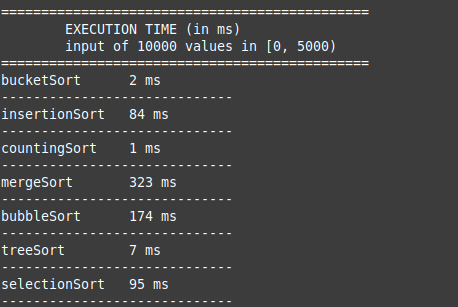 ==============================================
EXECUTION TIME (in ms)
input of 10000 values in [0, 5000)
==============================================
bucketSort 2 ms
-----------------------------
insertionSort 84 ms
-----------------------------
countingSort 1 ms
-----------------------------
mergeSort 323 ms
-----------------------------
bubbleSort 174 ms
-----------------------------
treeSort 7 ms
-----------------------------
selectionSort 95 ms
-----------------------------